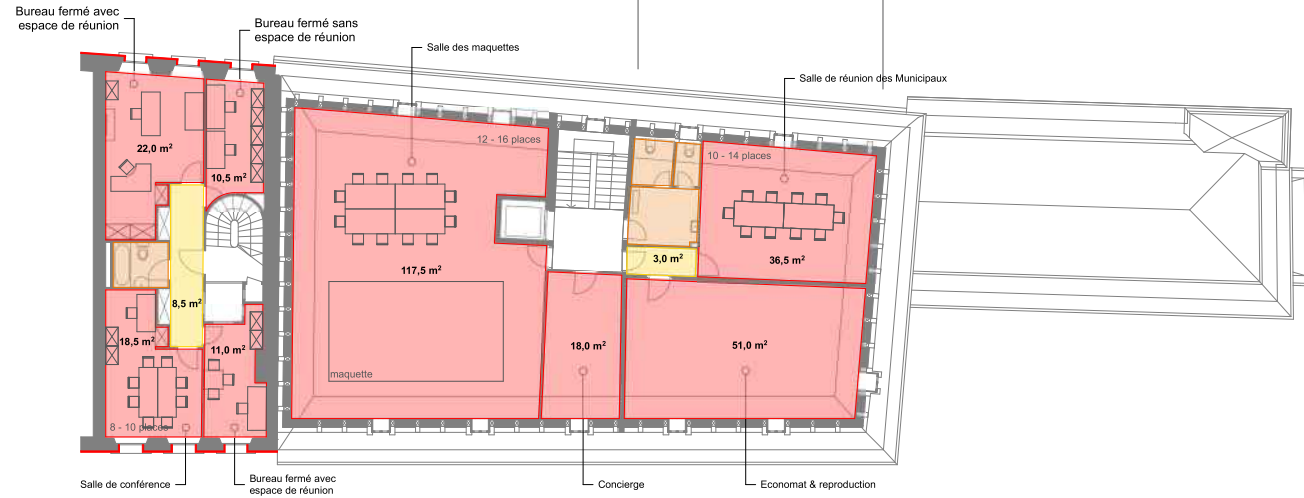 Bureau fermé avec
espace de réunion
Bureau fermé sans
espace de réunion
Salle des maquettes
Salle de réunion des Municipaux
12 - 16 places
10 - 14 places
22,0 m²
10,5 m²
117,5 m²
3,0 m²
36,5 m²
8,5 m²
18,5 m²
11,0 m²
18,0 m²
51,0 m²
maquette
8 - 10 places
Salle de conférence
Bureau fermé avec
espace de réunion
Concierge
Economat & reproduction